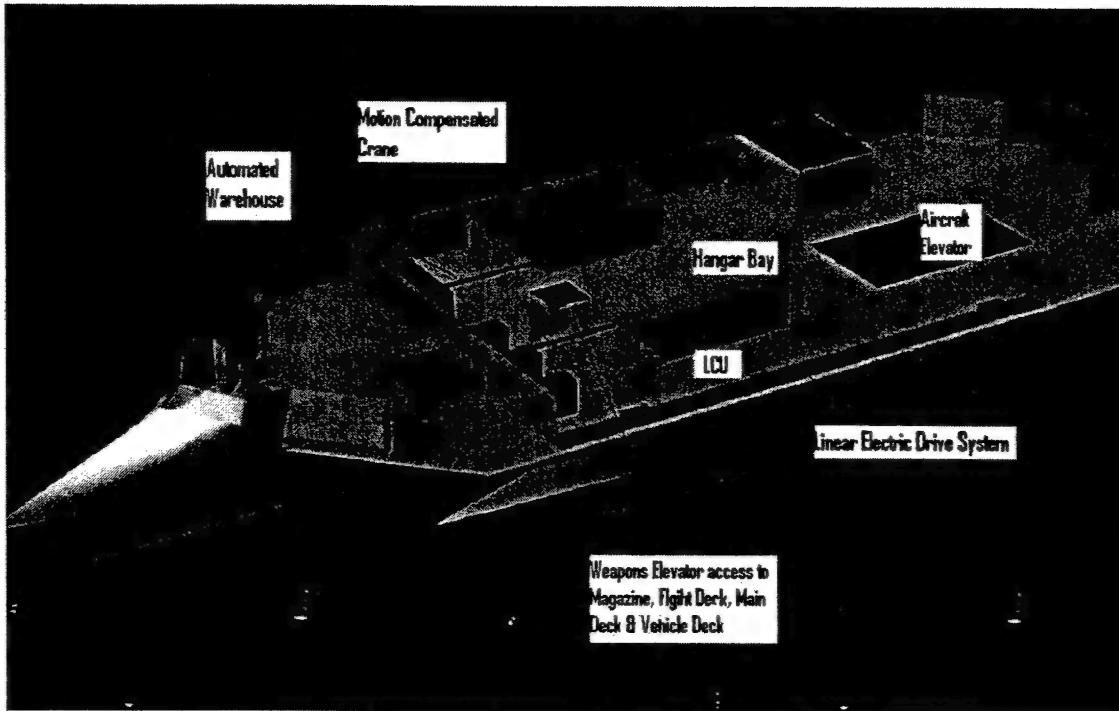 Motion Compensated
Crane
Automated
Warehouse
Aircraft
Elevator
Hangar Bay
LCU
Linear Electric Drive System
Weapons Elevator access to
Magazine, Flgiht Deck, Main
Deck & Vehicle Deck